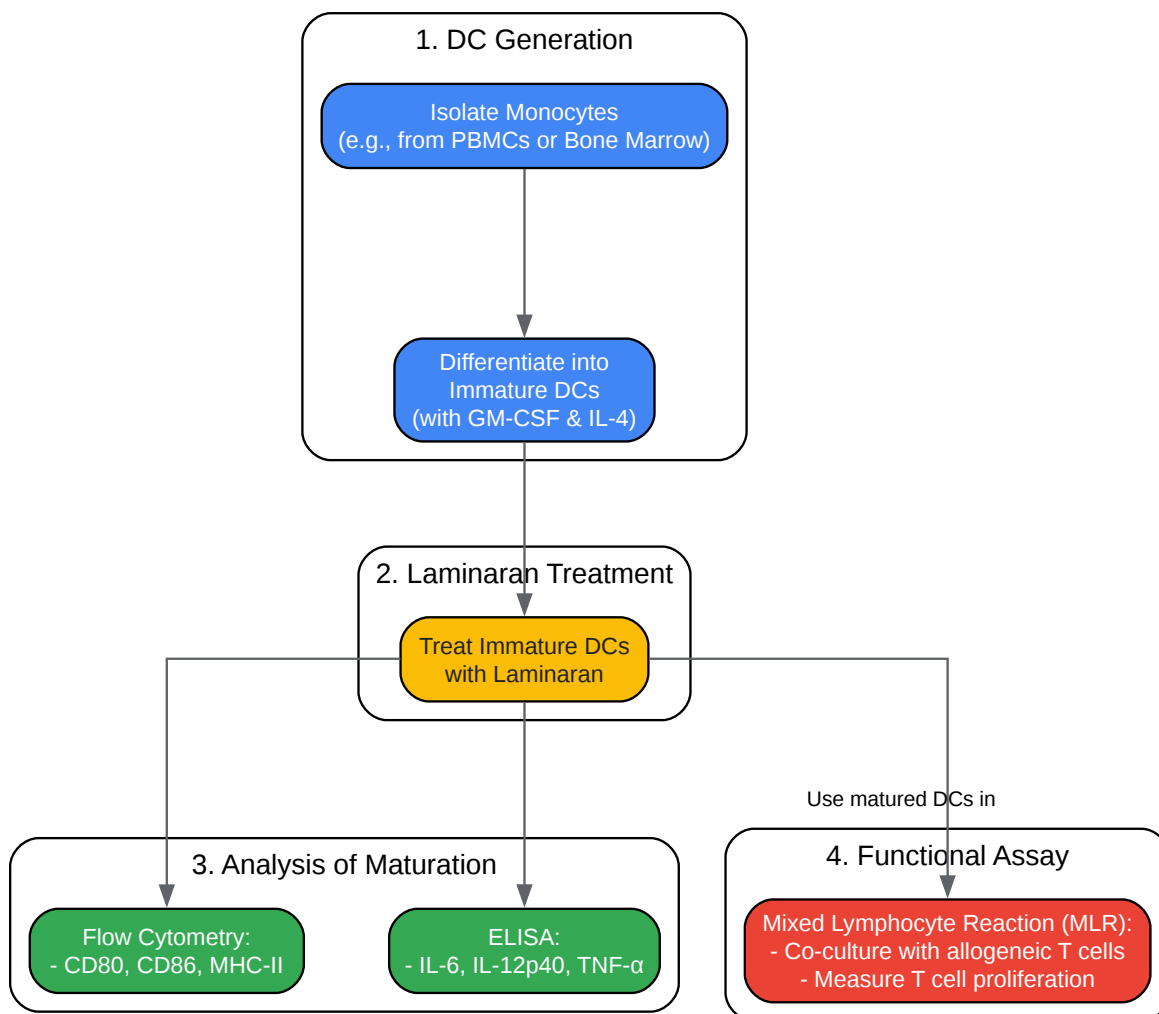 1. DC Generation
Isolate Monocytes
(e.g., from PBMCs or Bone Marrow)
Differentiate into
Immature DCs
(with GM-CSF & IL-4)
2. Laminaran Treatment
Treat Immature DCs
with Laminaran
Use matured DCs in
3. Analysis of Maturation
Flow Cytometry:
- CD80, CD86, MHC-II
ELISA:
- IL-6, IL-12p40, TNF-α
4. Functional Assay
Mixed Lymphocyte Reaction (MLR):
- Co-culture with allogeneic T cells
- Measure T cell proliferation